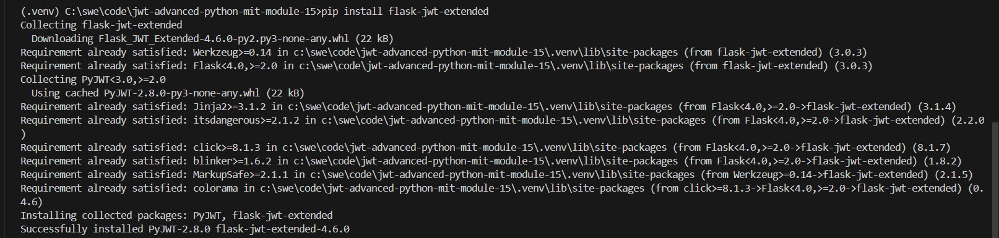 (.venv) C:\swe\code\jwt-advanced-python-mit-module-15>pip install flask-jwt-extended
Collecting flask-jwt-extended
  Downloading Flask_JWT_Extended-4.6.0-py2.py3-none-any.whl (22 kB)
Requirement already satisfied: Werkzeug>=0.14 in c:\swe\code\jwt-advanced-python-mit-module-15\.venv\lib\site-packages (from flask-jwt-extended) (3.0.3)
Requirement already satisfied: Flask<4.0,>=2.0 in c:\swe\code\jwt-advanced-python-mit-module-15\.venv\lib\site-packages (from flask-jwt-extended) (3.0.3)
Collecting PyJWT<3.0,>=2.0
  Using cached PyJWT-2.8.0-py3-none-any.whl (22 kB)
Requirement already satisfied: Jinja2>=3.1.2 in c:\swe\code\jwt-advanced-python-mit-module-15\.venv\lib\site-packages (from Flask<4.0,>=2.0->flask-jwt-extended) (3.1.4)
Requirement already satisfied: itsdangerous>=2.1.2 in c:\swe\code\jwt-advanced-python-mit-module-15\.venv\lib\site-packages (from Flask<4.0,>=2.0->flask-jwt-extended) (2.2.0
)
Requirement already satisfied: click>=8.1.3 in c:\swe\code\jwt-advanced-python-mit-module-15\.venv\lib\site-packages (from Flask<4.0,>=2.0->flask-jwt-extended) (8.1.7)
Requirement already satisfied: blinker>=1.6.2 in c:\swe\code\jwt-advanced-python-mit-module-15\.venv\lib\site-packages (from Flask<4.0,>=2.0->flask-jwt-extended) (1.8.2)
Requirement already satisfied: MarkupSafe>=2.1.1 in c:\swe\code\jwt-advanced-python-mit-module-15\.venv\lib\site-packages (from Werkzeug>=0.14->flask-jwt-extended) (2.1.5)
Requirement already satisfied: colorama in c:\swe\code\jwt-advanced-python-mit-module-15\.venv\lib\site-packages (from click>=8.1.3->Flask<4.0,>=2.0->flask-jwt-extended) (0.
4.6)
Installing collected packages: PyJWT, flask-jwt-extended
Successfully installed PyJWT-2.8.0 flask-jwt-extended-4.6.0